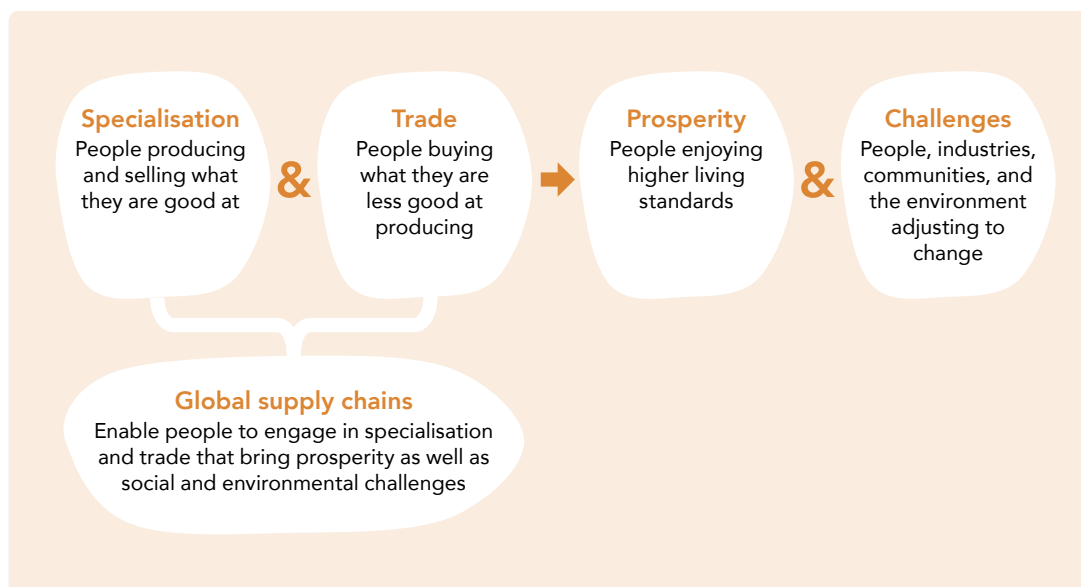 Specialisation
People producing
and selling what
they are good at
&
Trade
People buying
what they are
less good at
producing
Prosperity
People enjoying
higher living
standards
&
Challenges
People, industries,
communities, and
the environment
adjusting to
change
Global supply chains
Enable people to engage in specialisation
and trade that bring prosperity as well as
social and environmental challenges